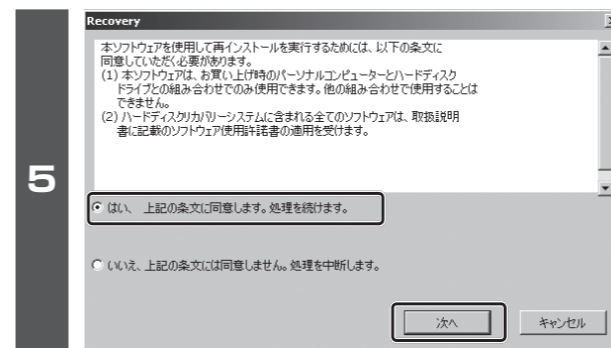 5
Recovery
本ソフトウェアを使用して再インストールを実行するためには、以下の条文に
同意していただく必要があります。
(1) 本ソフトウェアは、お買い上げ時のパーソナルコンピューターとハードディスク
ドライブとの組み合わせでのみ使用できます。他の組み合わせで使用することは
できません。
(2) ハードディスクリカバリーシステムに含まれる全てのソフトウェアは、取扱説明
書に記載のソフトウェア使用許諾書の適用を受けます。
はい、 上記の条文に同意します。処理を続けます。
いいえ、上記の条文には同意しません。処理を中断します。
次へ
キャンセル